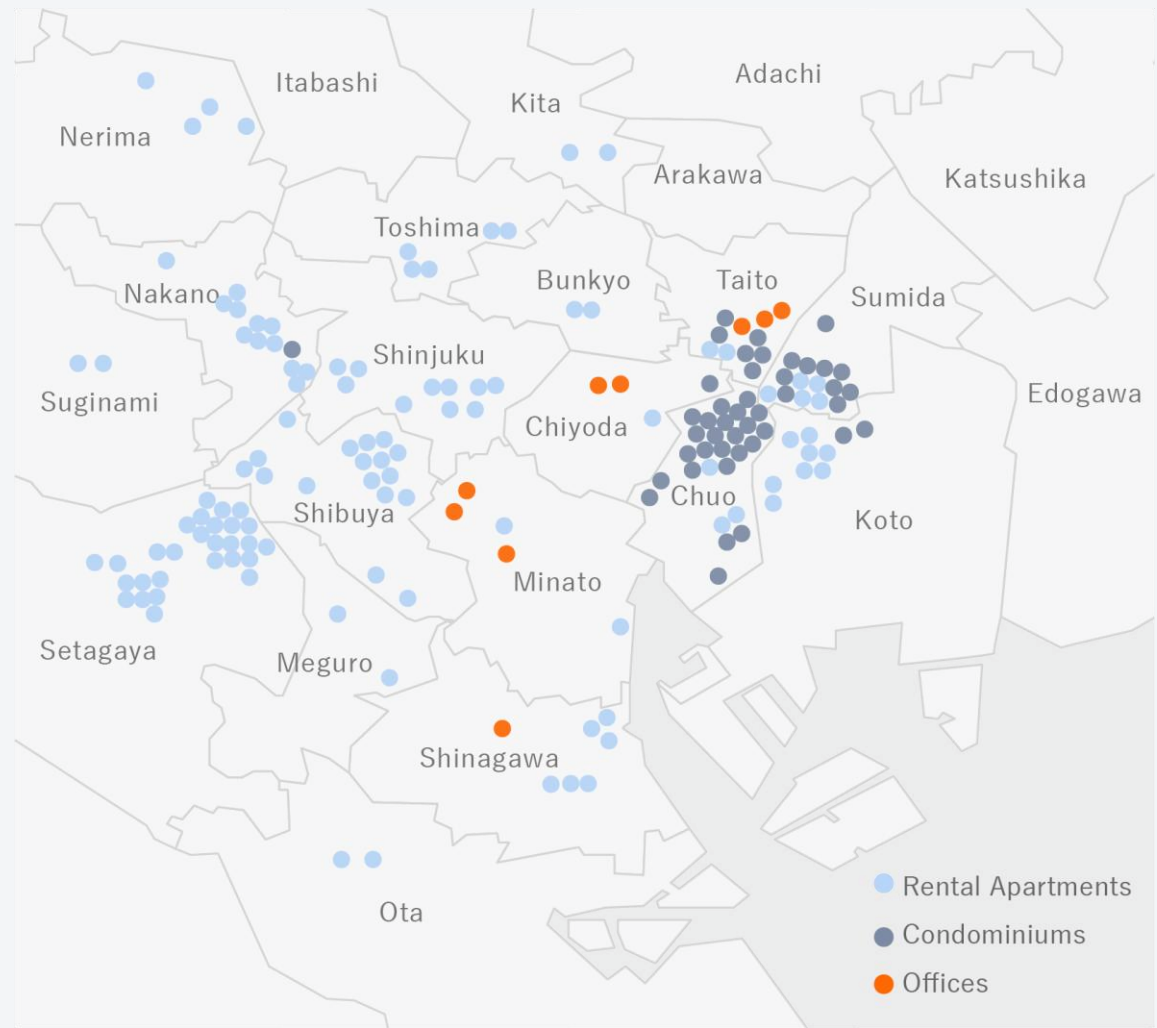 Itabashi
Adachi
Kita
Nerima
Arakawa
Katsushika
Toshima
Bunkyo
Taito
Nakano
Sumida
Shinjuku
Suginami
Edogawa
Chiyoda
Chuo
Shibuya
Koto
Minato
Setagaya
Meguro
Shinagawa
Ota
Rental Apartments
Condominiums
Offices